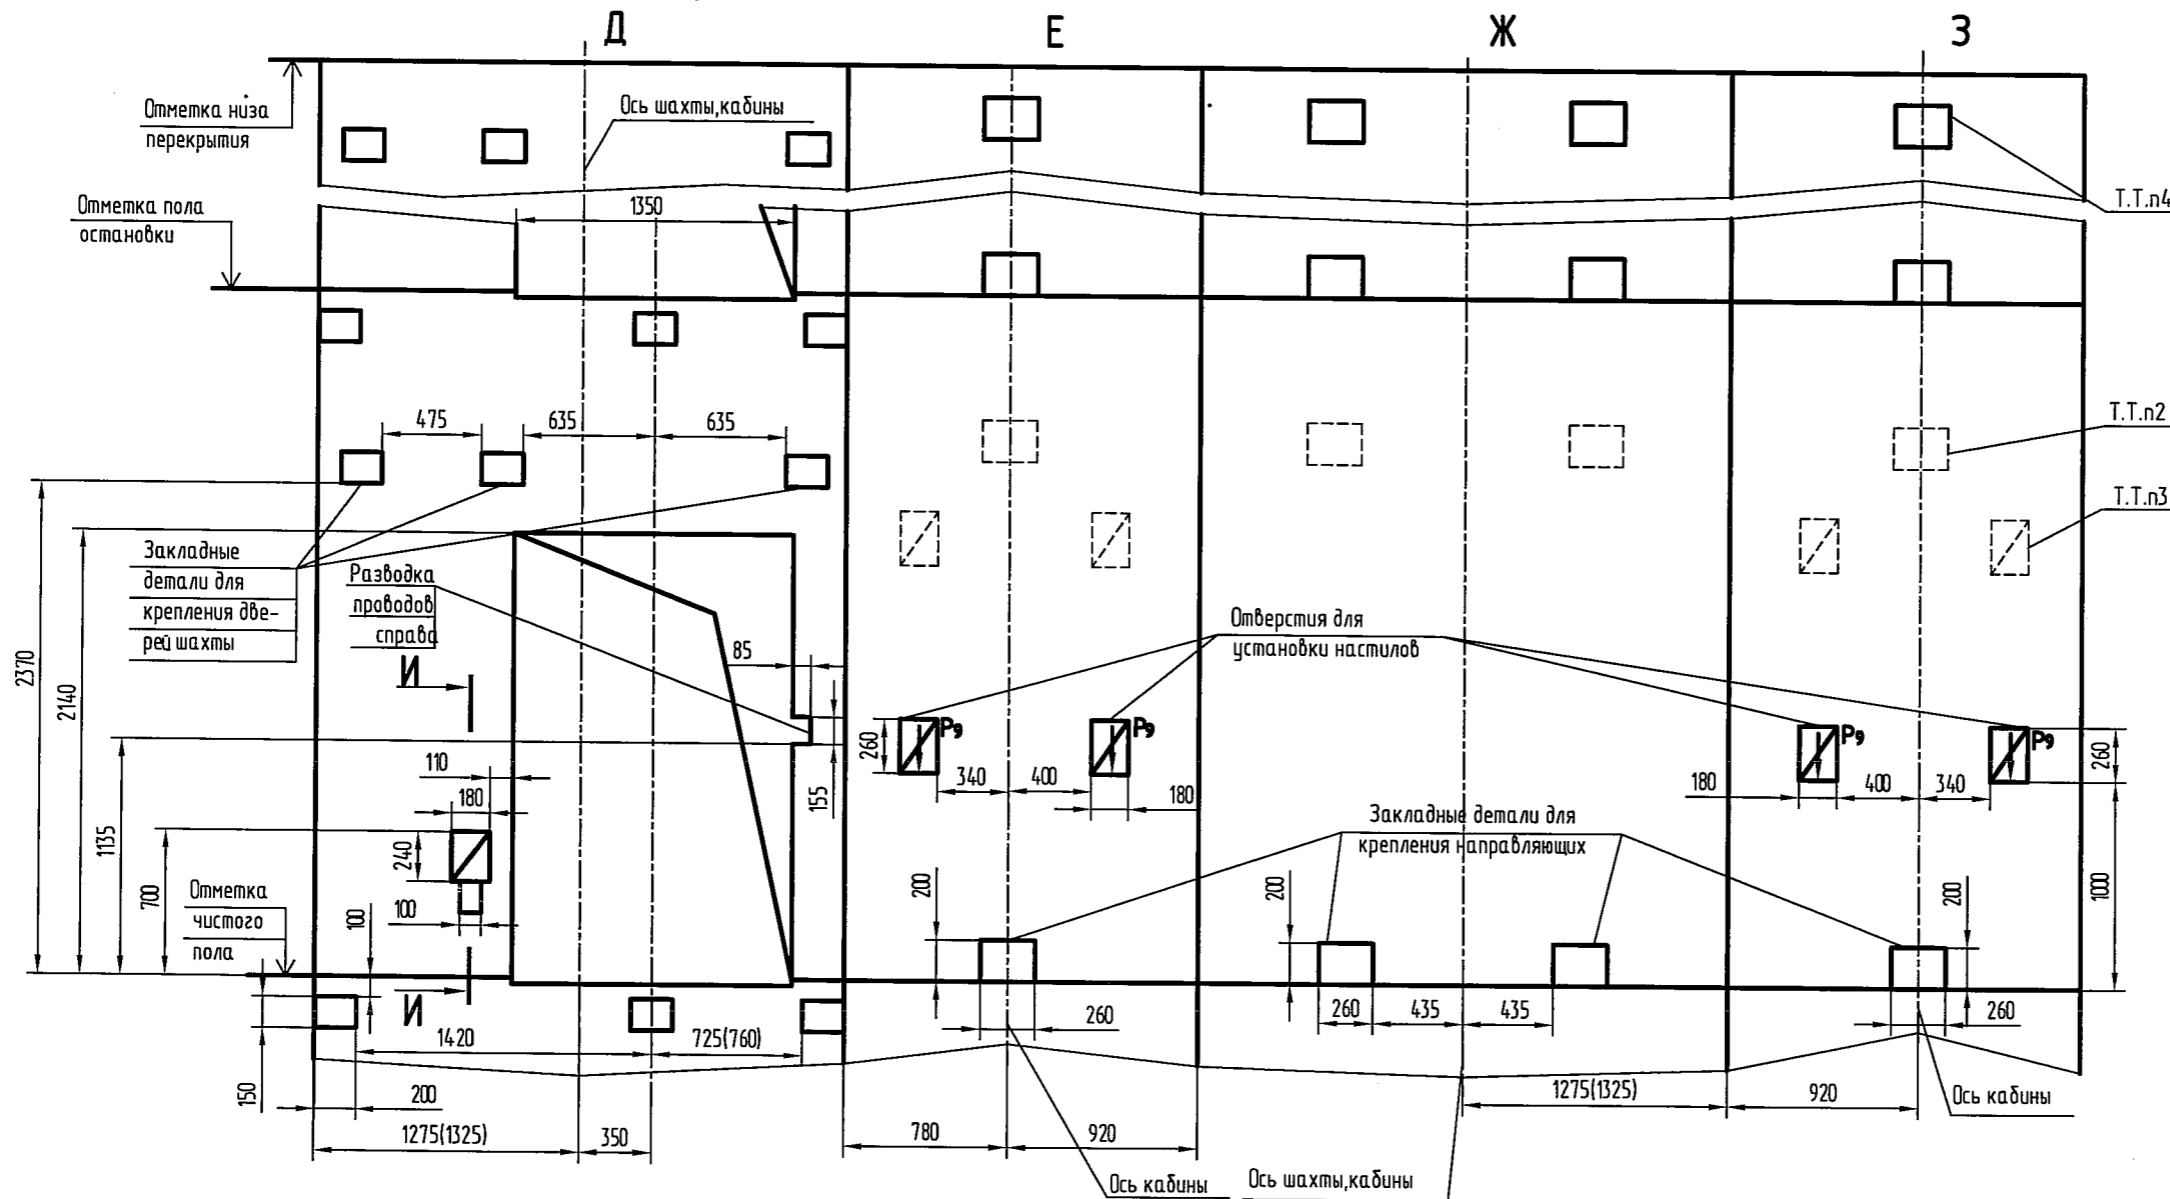 Д
Е
Ж
З
Отметка низа
перекрытия
Ось шахты,кабины
Т.Т.п4
Отметка пола
остановки
1350
475
635
635
Т.Т.п2
Т.Т.п3
Закладные
детали для
крепления две-
рей шахты
Разводка
проводов
справа
85
Отверстия для
установки настилов
2370
2140
1135
700
И
И
110
180
240
100
100
155
260
Р9
Р9
340
400
180
Р9
Р9
180
400
340
260
1000
Отметка
чистого
пола
Закладные детали для
крепления направляющих
200
200
200
260
260
435
435
260
1420
725(760)
150
200
1275(1325)
350
780
920
1275(1325)
920
Ось кабины
Ось кабины
Ось шахты,кабины